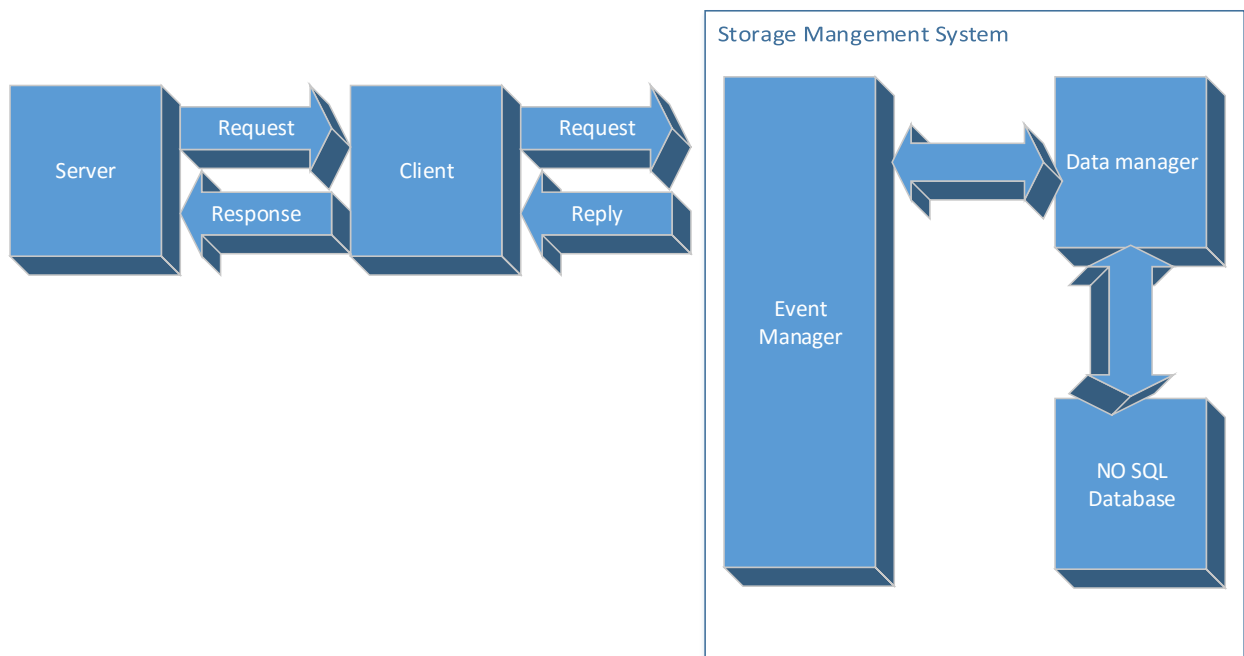 Storage Mangement System
Server
Request
Response
Client
Request
Reply
Event
Manager
Data manager
NO SQL
Database